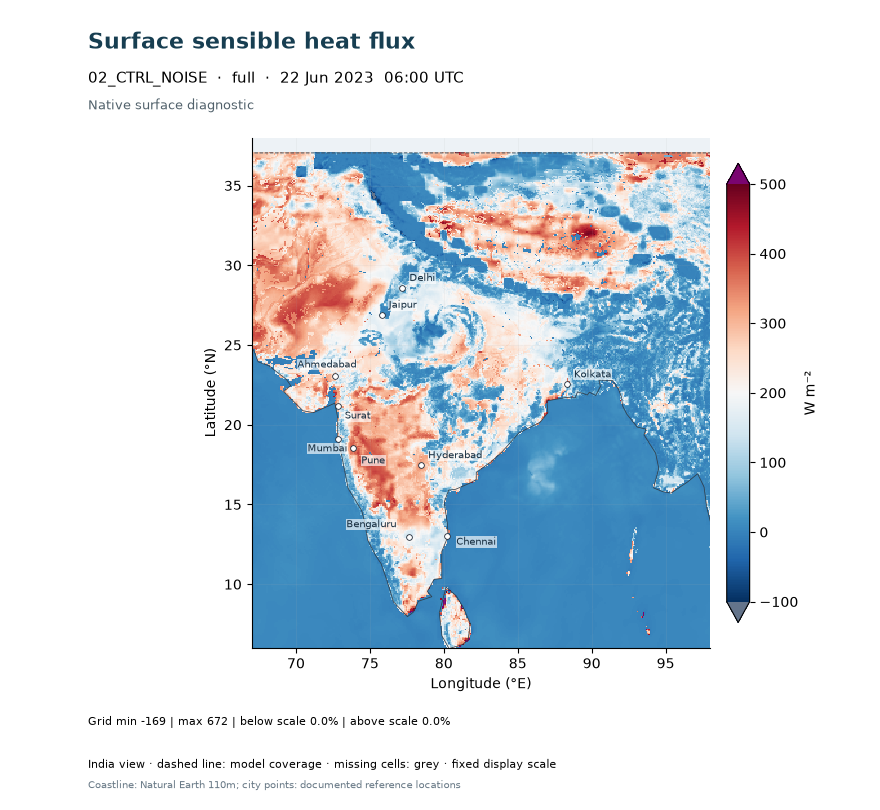 Surface sensible heat flux
02_CTRL_NOISE · full · 22 Jun 2023 06:00 UTC
Native surface diagnostic
35
30
25
20
15
10
Latitude (°N)
70
75
80
85
90
95
Longitude (°E)
Delhi
Jaipur
Ahmedabad
Kolkata
Surat
Mumbai
Pune
Hyderabad
Bengaluru
Chennai
500
400
300
200
100
0
−100
W m⁻²
Grid min -169 | max 672 | below scale 0.0% | above scale 0.0%
India view · dashed line: model coverage · missing cells: grey · fixed display scale
Coastline: Natural Earth 110m; city points: documented reference locations